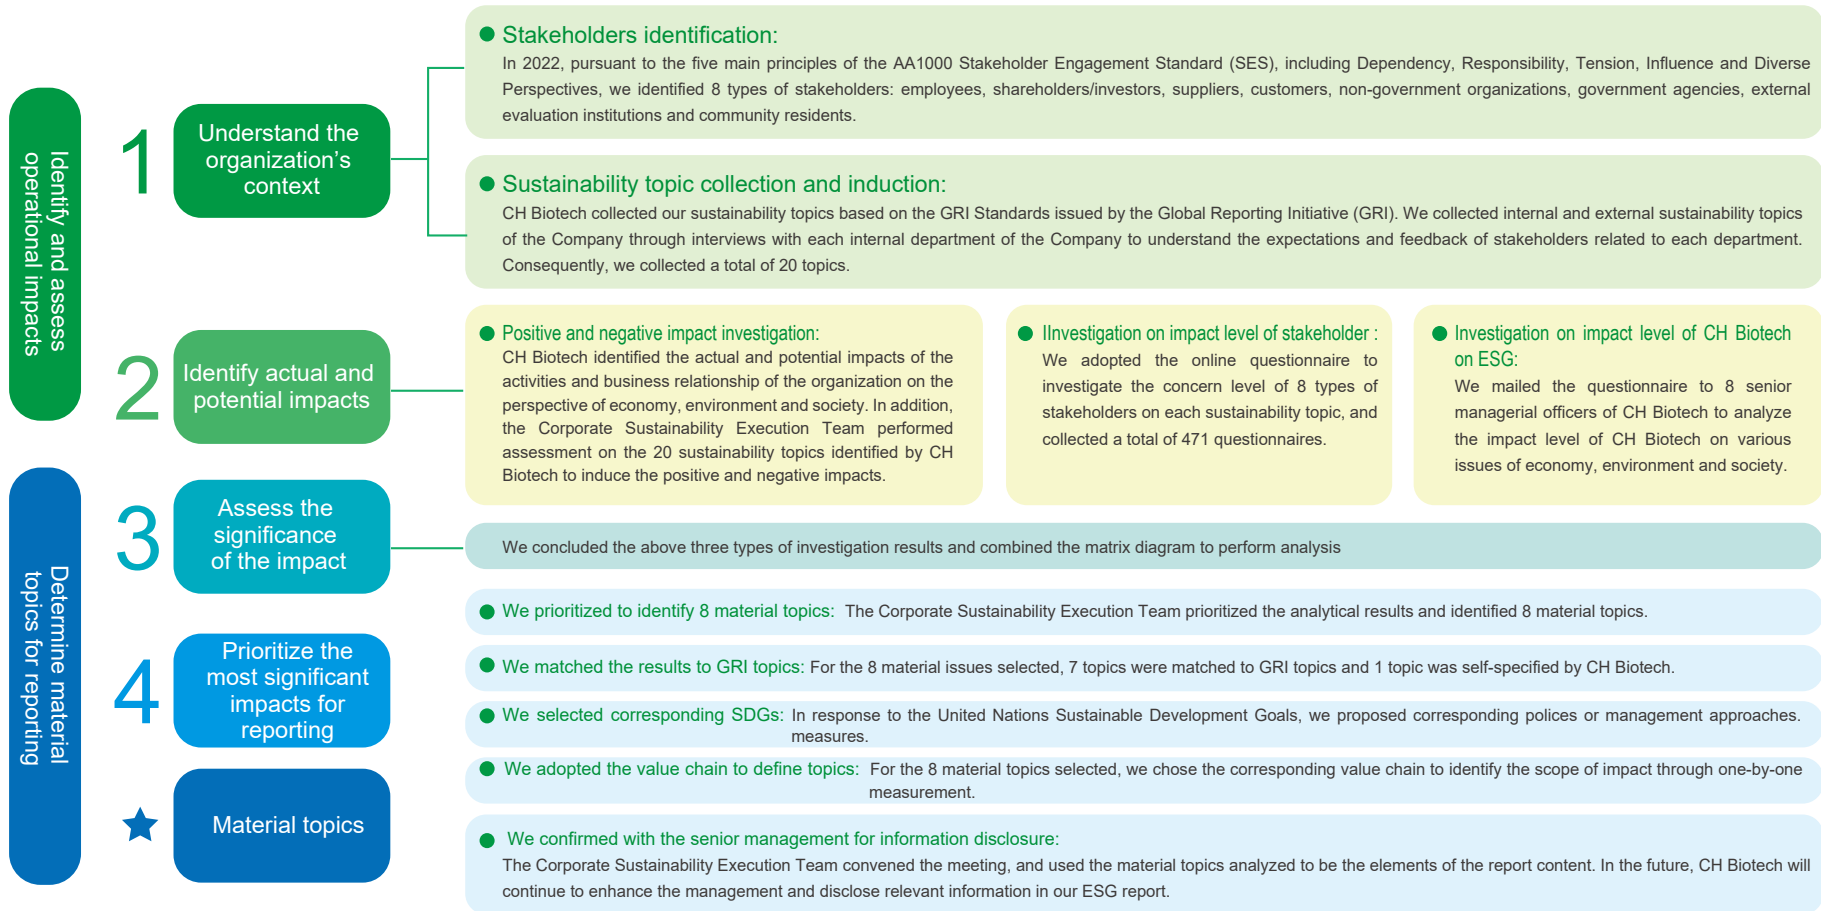 Identify and assess
operational impacts
1
Understand the
organization's
context
Stakeholders identification:
In 2022, pursuant to the five main principles of the AA1000 Stakeholder Engagement Standard (SES), including Dependency, Responsibility, Tension, Influence and Diverse
Perspectives, we identified 8 types of stakeholders: employees, shareholders/investors, suppliers, customers, non-government organizations, government agencies, external
evaluation institutions and community residents.
Sustainability topic collection and induction:
CH Biotech collected our sustainability topics based on the GRI Standards issued by the Global Reporting Initiative (GRI). We collected internal and external sustainability topics
of the Company through interviews with each internal department of the Company to understand the expectations and feedback of stakeholders related to each department.
Consequently, we collected a total of 20 topics.
2
Identify actual and
potential impacts
Positive and negative impact investigation:
CH Biotech identified the actual and potential impacts of the
activities and business relationship of the organization on the
perspective of economy, environment and society. In addition,
the Corporate Sustainability Execution Team performed
assessment on the 20 sustainability topics identified by CH
Biotech to induce the positive and negative impacts.
IInvestigation on impact level of stakeholder :
We adopted the online questionnaire to
investigate the concern level of 8 types of
stakeholders on each sustainability topic, and
collected a total of 471 questionnaires.
Investigation on impact level of CH Biotech
on ESG:
We mailed the questionnaire to 8 senior
managerial officers of CH Biotech to analyze
the impact level of CH Biotech on various
issues of economy, environment and society.
Determine material
topics for reporting
3
Assess the
significance
of the impact
We concluded the above three types of investigation results and combined the matrix diagram to perform analysis
4
Prioritize the
most significant
impacts for
reporting
We prioritized to identify 8 material topics: The Corporate Sustainability Execution Team prioritized the analytical results and identified 8 material topics.
We matched the results to GRI topics: For the 8 material issues selected, 7 topics were matched to GRI topics and 1 topic was self-specified by CH Biotech.
We selected corresponding SDGs: In response to the United Nations Sustainable Development Goals, we proposed corresponding polices or management approaches.
measures.
We adopted the value chain to define topics: For the 8 material topics selected, we chose the corresponding value chain to identify the scope of impact through one-by-one
measurement.
Material topics
We confirmed with the senior management for information disclosure:
The Corporate Sustainability Execution Team convened the meeting, and used the material topics analyzed to be the elements of the report content. In the future, CH Biotech will
continue to enhance the management and disclose relevant information in our ESG report.